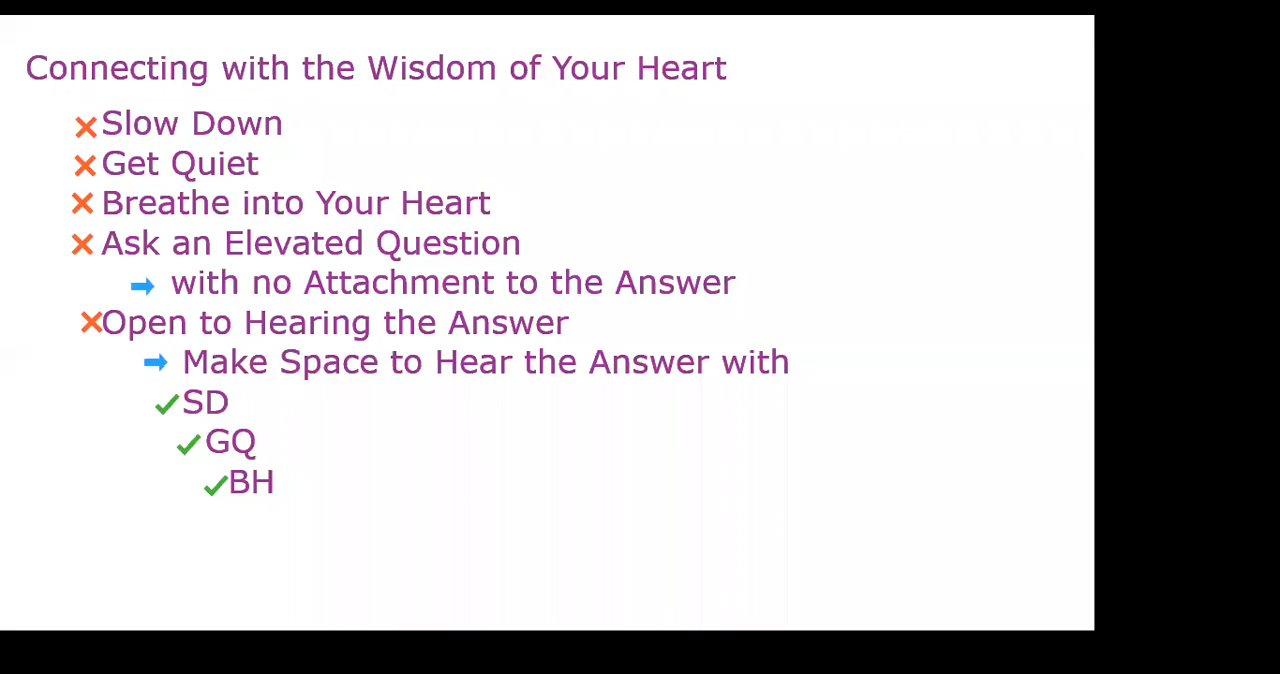 Connecting with the Wisdom of Your Heart
Slow Down
Get Quiet
Breathe into Your Heart
Ask an Elevated Question
with no Attachment to the Answer
Open to Hearing the Answer
Make Space to Hear the Answer with
SD
GQ
BH